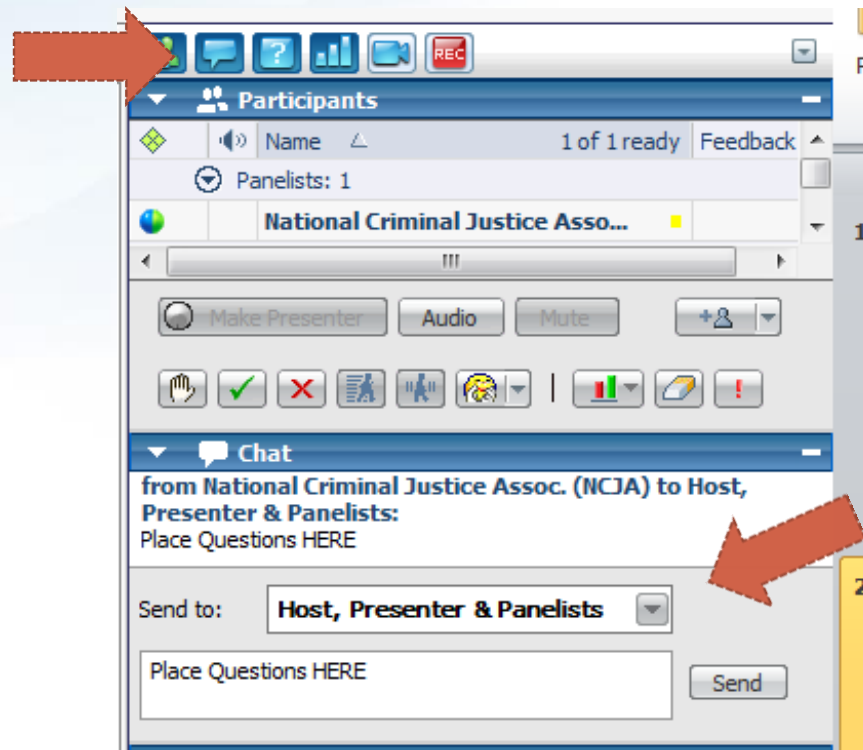 ?
REC
Participants
Name 1 of 1 ready Feedback
Panelists: 1
National Criminal Justice Asso...
Make Presenter Audio Mute
Chat
from National Criminal Justice Assoc. (NCJA) to Host,
Presenter & Panelists:
Place Questions HERE
Send to: Host, Presenter & Panelists
Place Questions HERE
Send